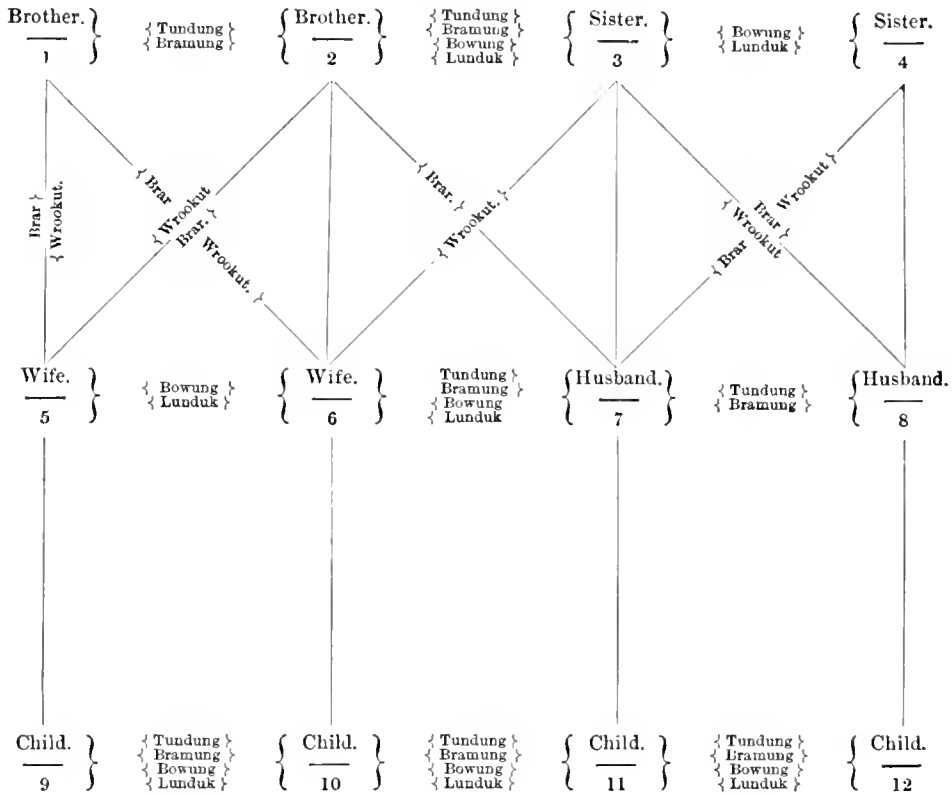 Brother. } { Tundung } { Brother. } { Tundung } { Sister. } { Bowung } { Sister.
{ Bramung } { Bramung } { Lunduk }
{ Bowung }
{ Lunduk }
1 2 3 4
Brar }
{ Wrookut.
{ Brar
Wrookut. }
{ Wrookut
Brar. }
{ Brar. }
{ Wrookut. }
{ Brar
Wrookut }
Brar }
{ Wrookut
Wife. } { Bowung } { Wife. } Tundung } { Husband. } { Tundung } { Husband.
{ Lunduk } Bramung } { Bramung }
{ Bowung
{ Lunduk
5 6 7 8
Child. } { Tundung } { Child. } { Tundung } { Child. } { Tundung } { Child.
{ Bramung } { Bramung } { Bramung }
{ Bowung } { Bowung } { Bowung }
{ Lunduk } { Lunduk } { Lunduk }
9 10 11 12